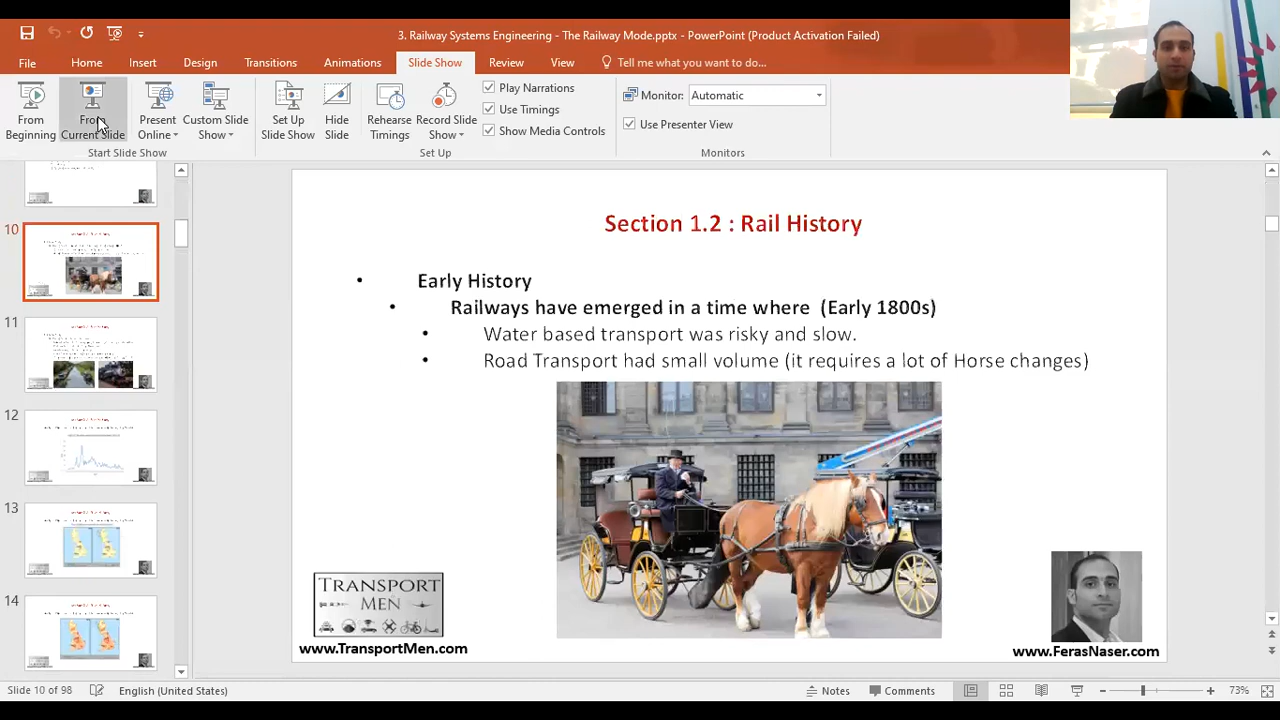 3. Railway Systems Engineering - The Railway Mode.pptx - PowerPoint (Product Activation Failed)
File Home Insert Design Transitions Animations Slide Show Review View Tell me what you want to do...
From Beginning
From Current Slide
Present Online
Custom Slide Show
Start Slide Show
Set Up Slide Show
Hide Slide
Rehearse Timings
Record Slide Show
Play Narrations
Use Timings
Show Media Controls
Set Up
Monitor: Automatic
Use Presenter View
Monitors
10
11
12
13
14
Section 1.2 : Rail History
• Early History
• Railways have emerged in a time where (Early 1800s)
• Water based transport was risky and slow.
• Road Transport had small volume (it requires a lot of Horse changes)
TRANSPORT
MEN
www.TransportMen.com
www.FerasNaser.com
Slide 10 of 98 English (United States) Notes Comments 73%